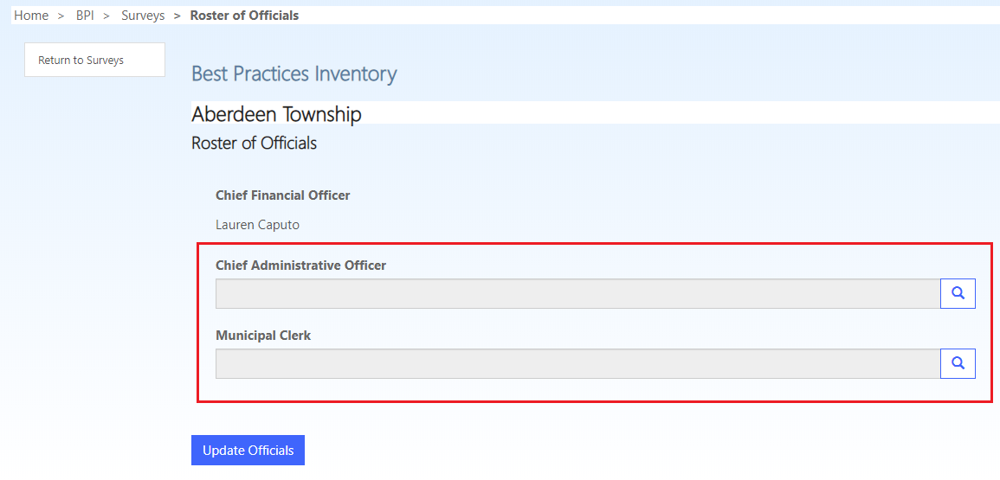 Home > BPI > Surveys > Roster of Officials
Return to Surveys
Best Practices Inventory
Aberdeen Township
Roster of Officials
Chief Financial Officer
Lauren Caputo
Chief Administrative Officer
Municipal Clerk
Update Officials